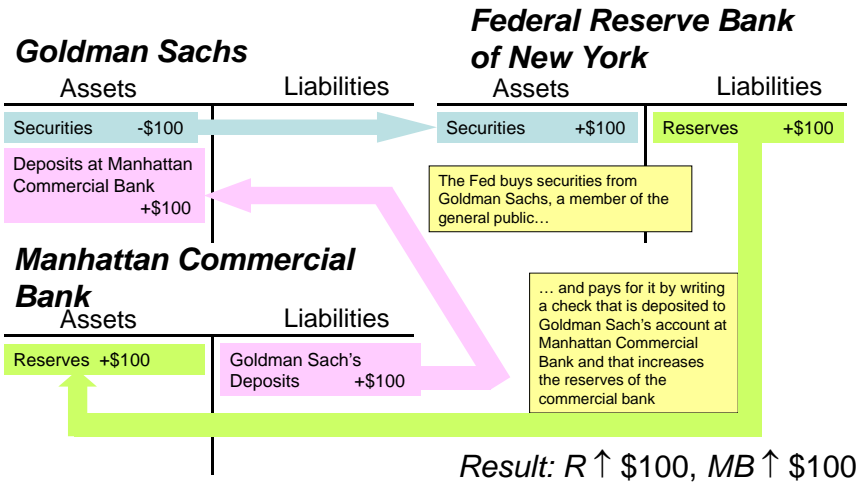 Goldman Sachs
Assets Liabilities
Securities -$100
Deposits at Manhattan
Commercial Bank
+$100
Federal Reserve Bank
of New York
Assets Liabilities
Securities +$100 Reserves +$100
The Fed buys securities from
Goldman Sachs, a member of the
general public…
Manhattan Commercial
Bank
Assets Liabilities
Reserves +$100
Goldman Sach's
Deposits +$100
… and pays for it by writing
a check that is deposited to
Goldman Sach's account at
Manhattan Commercial
Bank and that increases
the reserves of the
commercial bank
Result: R ↑ $100, MB ↑ $100